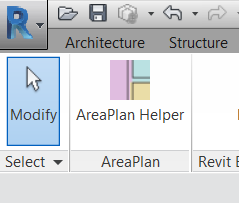 Architecture Structure
Modify AreaPlan Helper
Select AreaPlan Revit